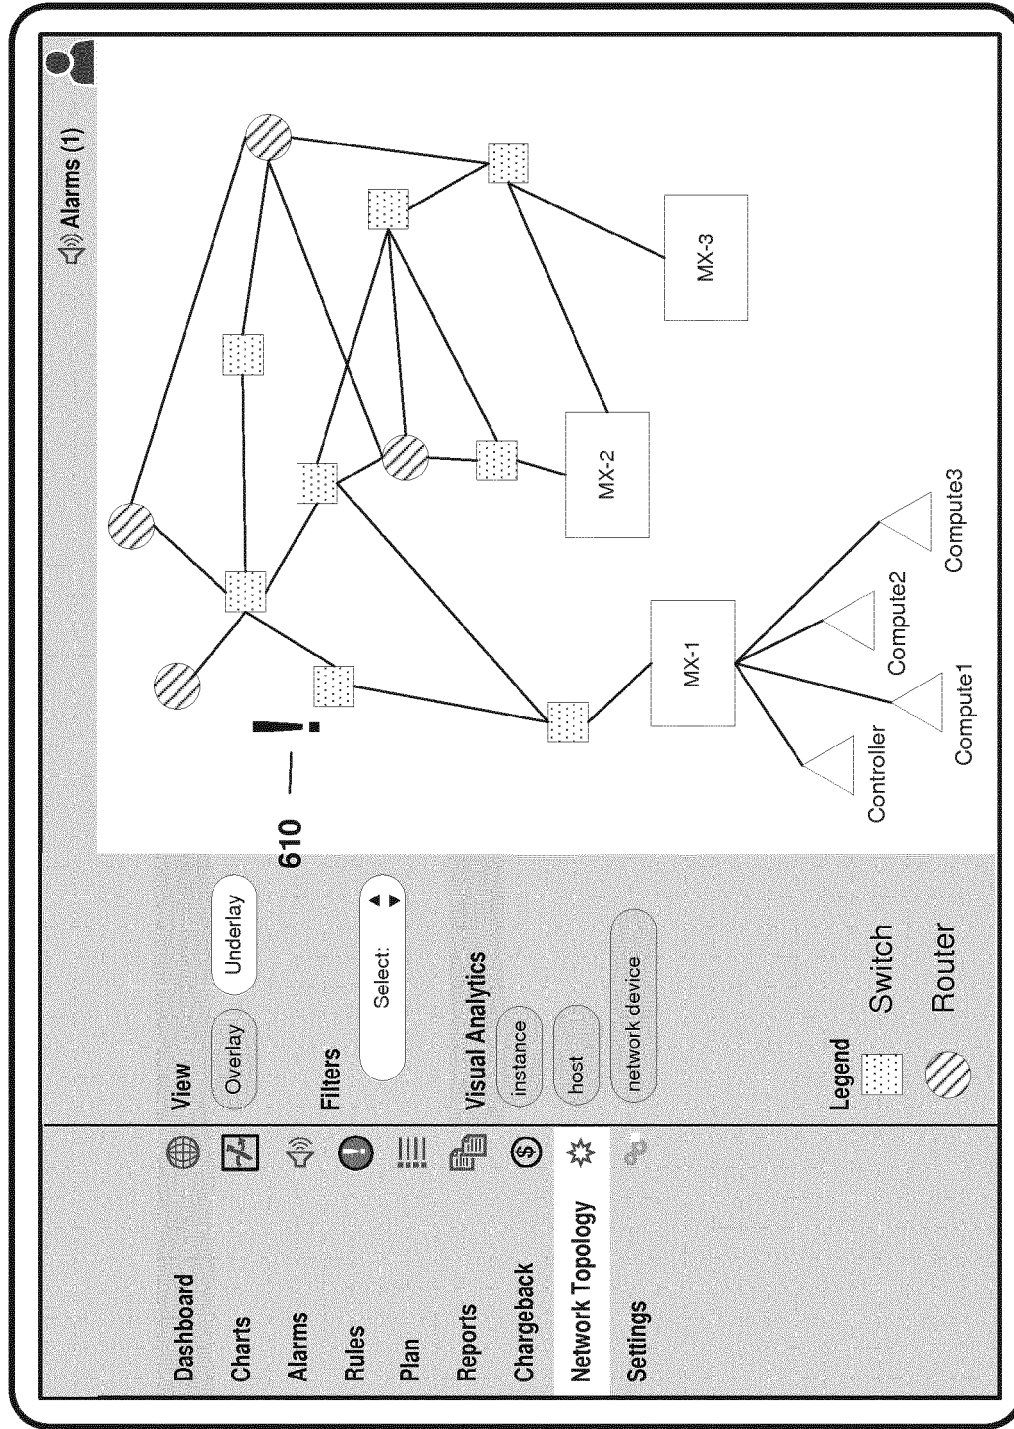 Alarms (1)
Dashboard
Charts
Alarms
Rules
Plan
Reports
Chargeback
Network Topology
Settings
View
Overlay
Underlay
Filters
Select:
Visual Analytics
instance
host
network device
Legend
Switch
Router
610
!
MX-1
MX-2
MX-3
Controller
Compute1
Compute2
Compute3